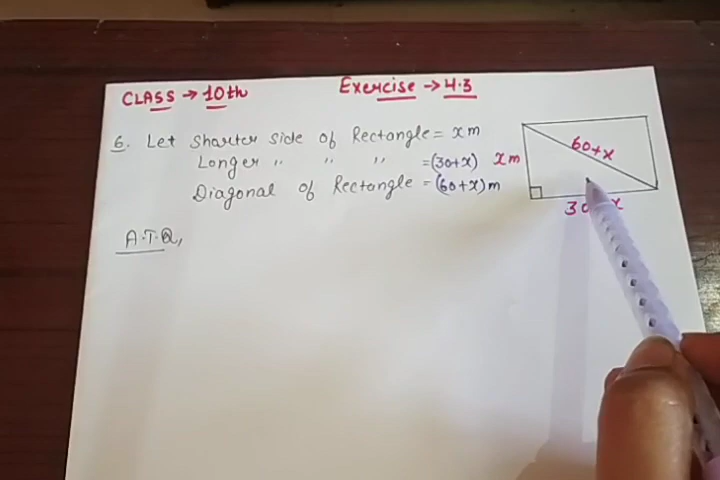 CLASS → 10th Exercise → 4.3
6. Let Shorter side of Rectangle = x m
Longer " " " = (30+x)
Diagonal of Rectangle = (60+x) m
A.T.Q,
60+x
x m